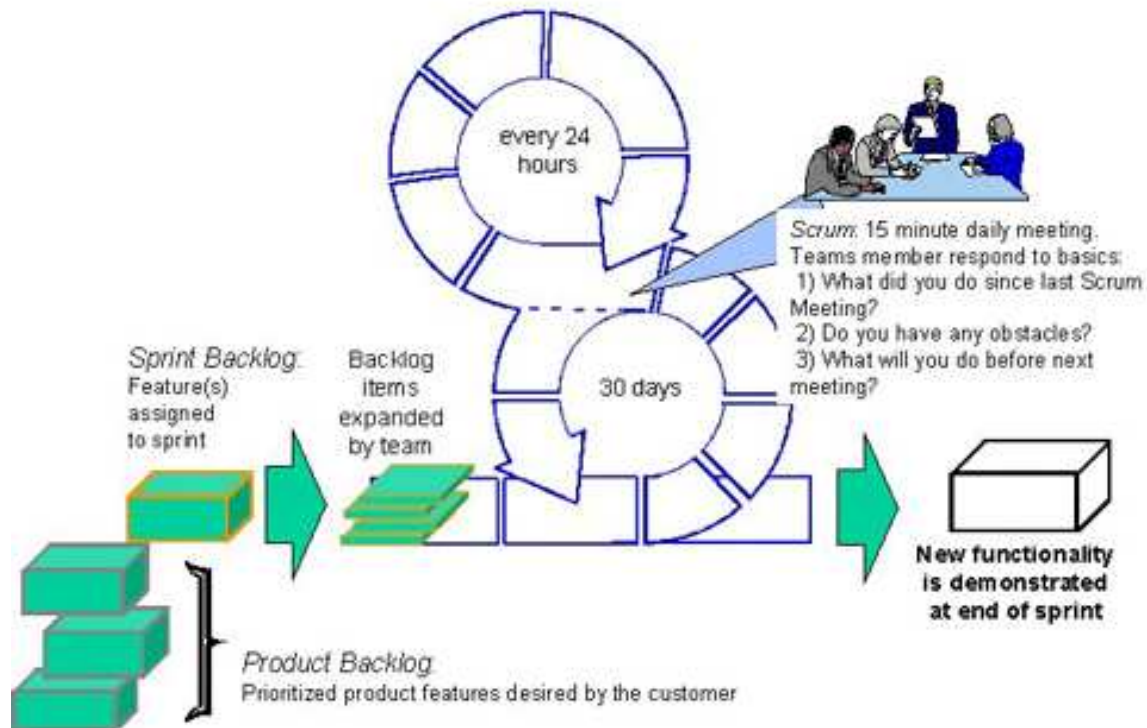 every 24
hours
Scrum: 15 minute daily meeting.
Teams member respond to basics:
1) What did you do since last Scrum
Meeting?
2) Do you have any obstacles?
3) What will you do before next
meeting?
30 days
Sprint Backlog:
Feature(s)
assigned
to sprint
Backlog
items
expanded
by team
New functionality
is demonstrated
at end of sprint
Product Backlog:
Prioritized product features desired by the customer